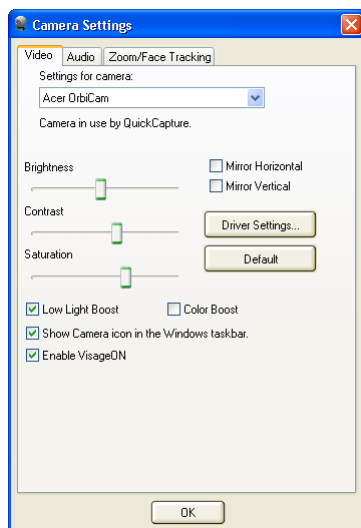 Camera Settings
Video Audio Zoom/Face Tracking
Settings for camera:
Acer OrbiCam
Camera in use by QuickCapture.
Brightness
Mirror Horizontal
Mirror Vertical
Contrast
Driver Settings...
Saturation
Default
Low Light Boost Color Boost
Show Camera icon in the Windows taskbar.
Enable VisageON
OK